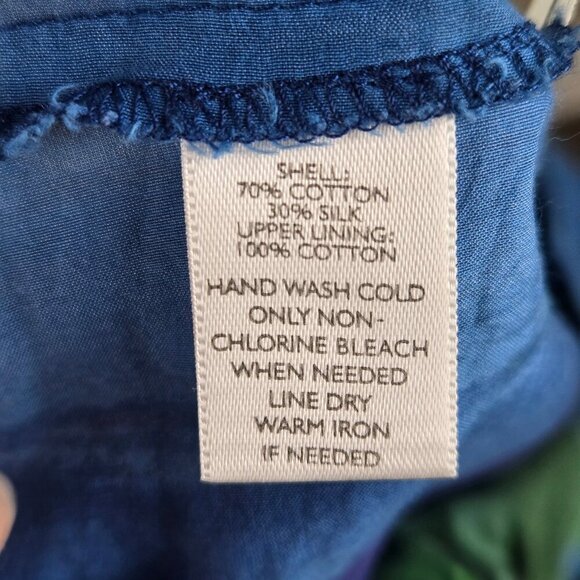 SHELL:
70% COTTON
30% SILK
UPPER LINING:
100% COTTON
HAND WASH COLD
ONLY NON-
CHLORINE BLEACH
WHEN NEEDED
LINE DRY
WARM IRON
IF NEEDED